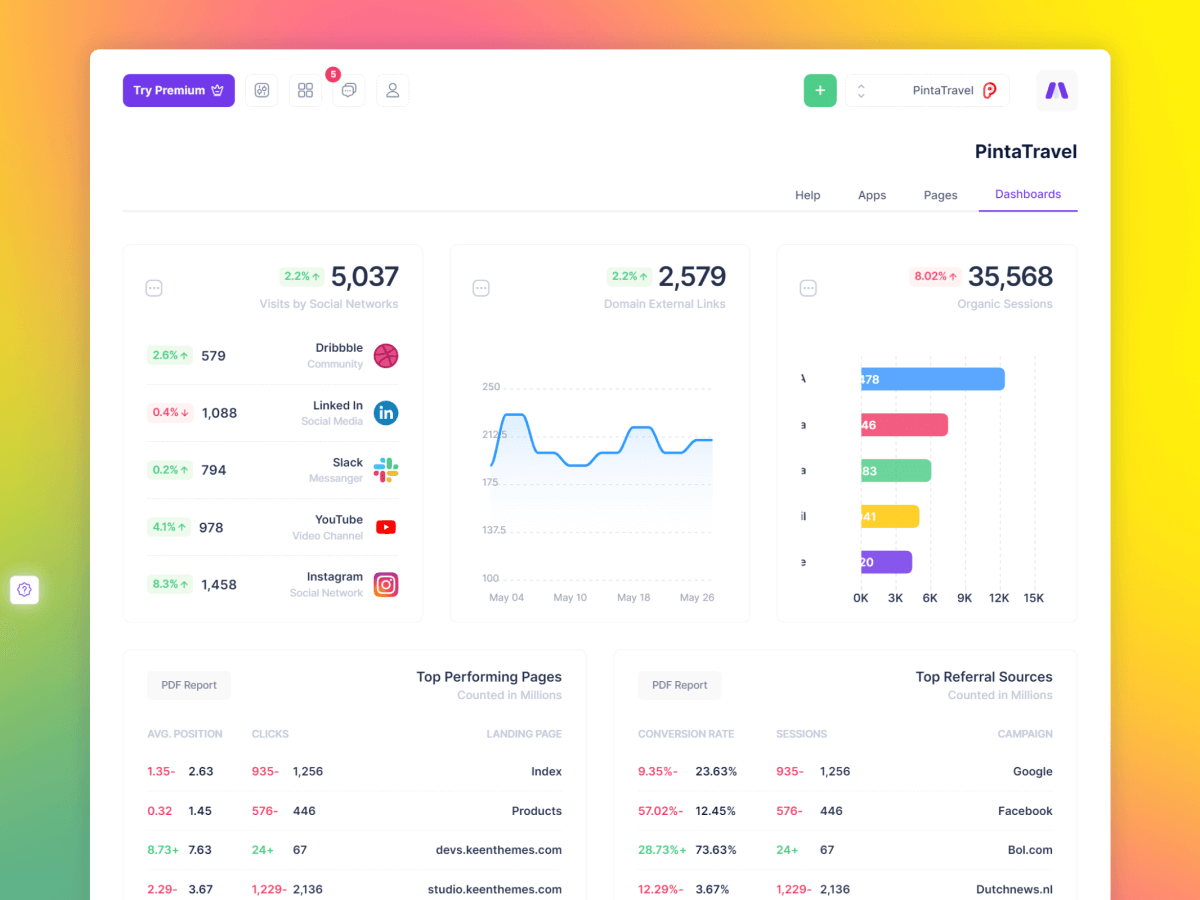 Try Premium
5
+
PintaTravel
PintaTravel
Help Apps Pages Dashboards
2.2% 5,037
Visits by Social Networks
2.6% 579 Dribbble
Community
0.4% 1,088 Linked In
Social Media
0.2% 794 Slack
Messanger
4.1% 978 YouTube
Video Channel
8.3% 1,458 Instagram
Social Network
2.2% 2,579
Domain External Links
250
212.5
175
137.5
100
May 04 May 10 May 18 May 26
8.02% 35,568
Organic Sessions
0K 3K 6K 9K 12K 15K
PDF Report
Top Performing Pages
Counted in Millions
AVG. POSITION CLICKS LANDING PAGE
1.35- 2.63 935- 1,256 Index
0.32 1.45 576- 446 Products
8.73+ 7.63 24+ 67 devs.keenthemes.com
2.29- 3.67 1,229- 2,136 studio.keenthemes.com
PDF Report
Top Referral Sources
Counted in Millions
CONVERSION RATE SESSIONS CAMPAIGN
9.35%- 23.63% 935- 1,256 Google
57.02%- 12.45% 576- 446 Facebook
28.73%+ 73.63% 24+ 67 Bol.com
12.29%- 3.67% 1,229- 2,136 Dutchnews.nl